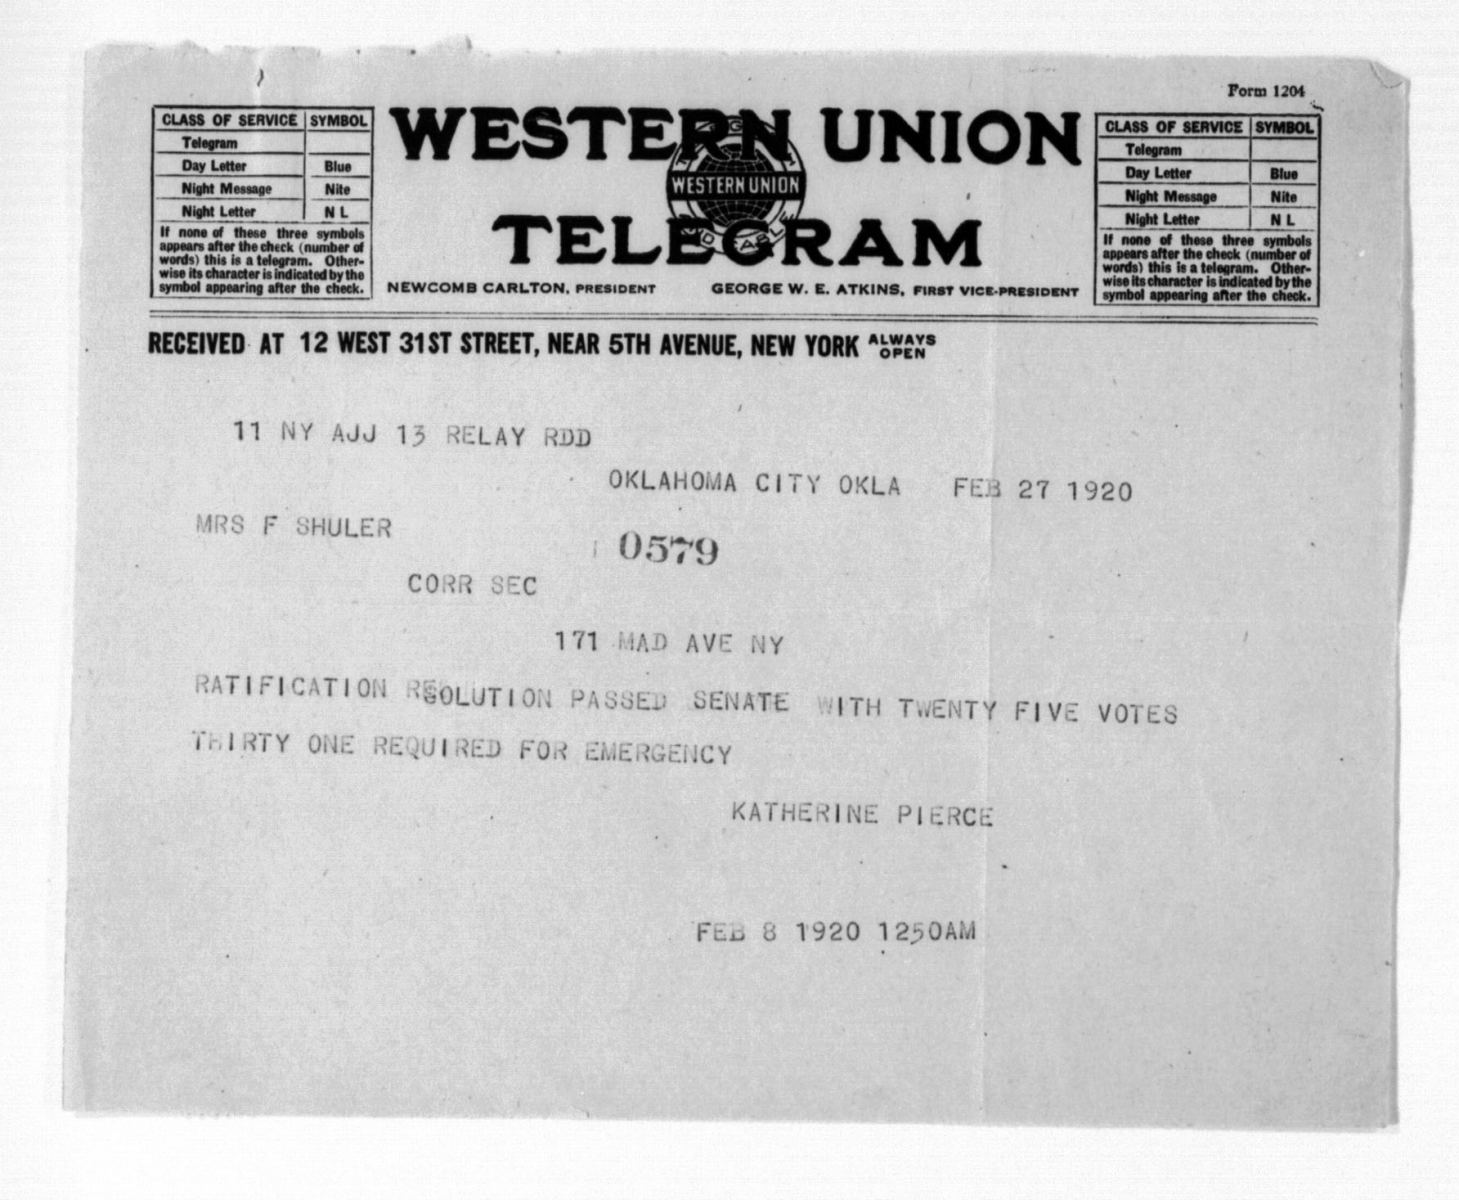 Form 1204
CLASS OF SERVICE SYMBOL
Telegram
Day Letter Blue
Night Message Nite
Night Letter N L
If none of these three symbols
appears after the check (number of
words) this is a telegram. Other-
wise its character is indicated by the
symbol appearing after the check.
WESTERN UNION
WESTERN UNION
TELEGRAM
NEWCOMB CARLTON, PRESIDENT GEORGE W. E. ATKINS, FIRST VICE-PRESIDENT
CLASS OF SERVICE SYMBOL
Telegram
Day Letter Blue
Night Message Nite
Night Letter N L
If none of these three symbols
appears after the check (number of
words) this is a telegram. Other-
wise its character is indicated by the
symbol appearing after the check.
RECEIVED AT 12 WEST 31ST STREET, NEAR 5TH AVENUE, NEW YORK ALWAYS OPEN
11 NY AJJ 13 RELAY RDD
OKLAHOMA CITY OKLA FEB 27 1920
MRS F SHULER
0579
CORR SEC
171 MAD AVE NY
RATIFICATION RESOLUTION PASSED SENATE WITH TWENTY FIVE VOTES
THIRTY ONE REQUIRED FOR EMERGENCY
KATHERINE PIERCE
FEB 8 1920 1250AM